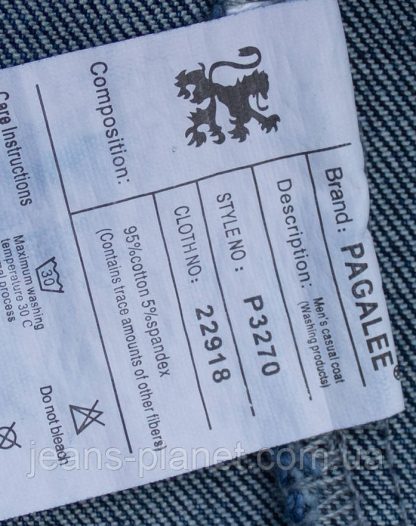 Brand: PAGALEE®
Description: Men's casual coat
(Washing products)
STYLE NO: P3270
CLOTH NO: 22918
Composition:
95%cotton 5%spandex
(Contains trace amounts of other fibers)
Care Instructions
30
Maximum washing
temperature 30 C
process
Do not bleach
jeans-planet.com.ua